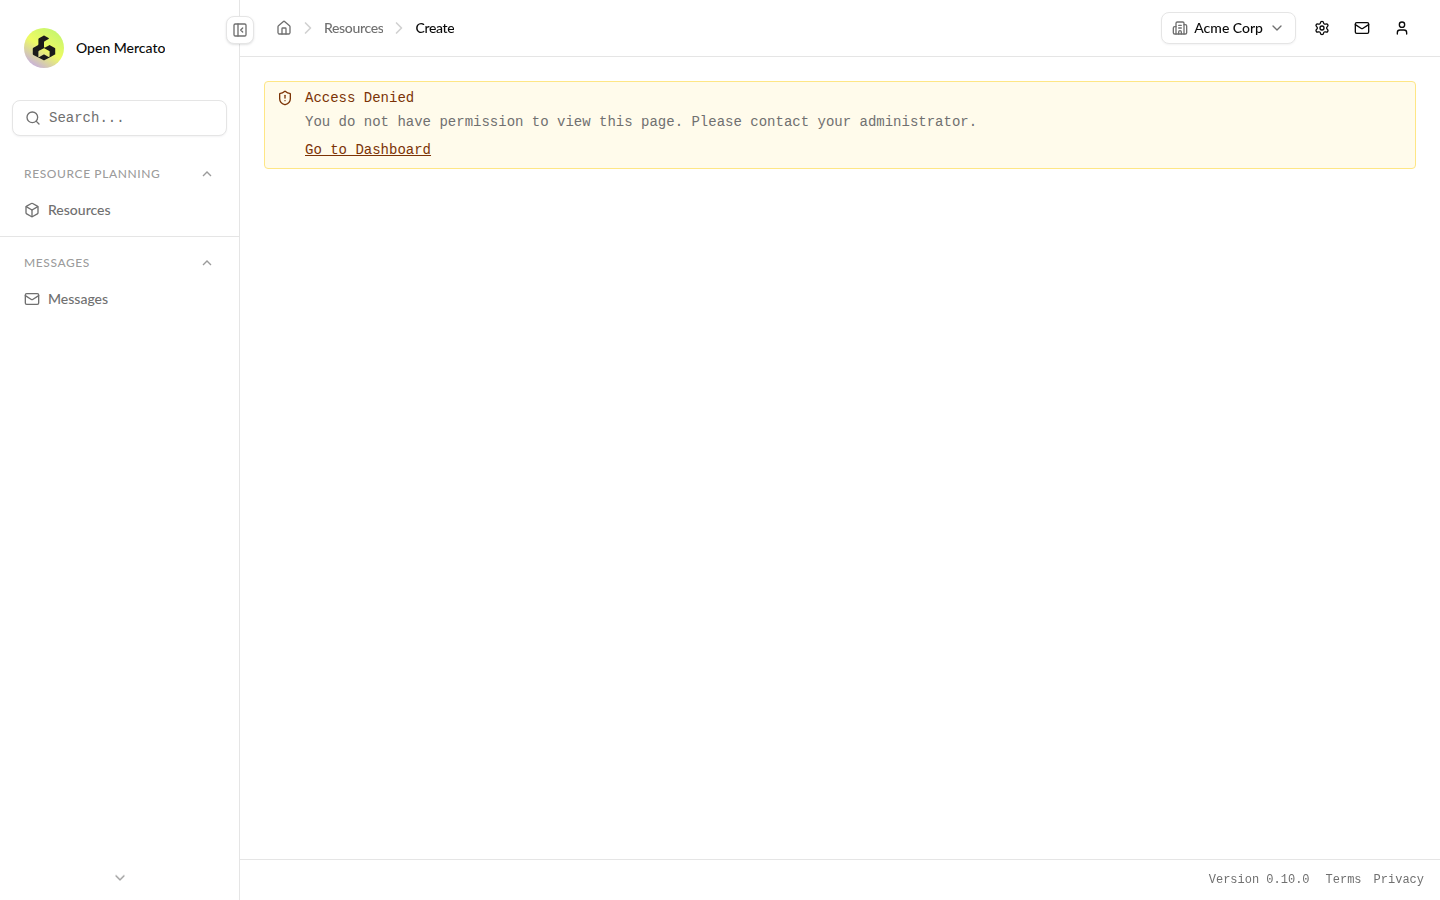 Open Mercato
Search...
RESOURCE PLANNING
Resources
MESSAGES
Messages
Resources
Create
Acme Corp
Access Denied
You do not have permission to view this page. Please contact your administrator.
Go to Dashboard
Version 0.10.0
Terms
Privacy